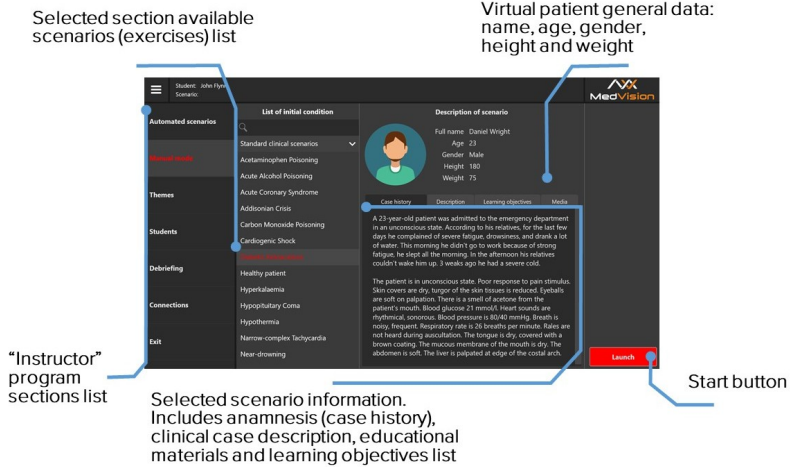 Selected section available
scenarios (exercises) list
Virtual patient general data:
name, age, gender,
height and weight
Student: John Flynn
Scenario:
MedVision
Automated scenarios
Manual mode
Themes
Students
Debriefing
Connections
Exit
List of initial condition
Standard clinical scenarios
Acetaminophen Poisoning
Acute Alcohol Poisoning
Acute Coronary Syndrome
Addisonian Crisis
Carbon Monoxide Poisoning
Cardiogenic Shock
Healthy patient
Hyperkalaemia
Hypopituitary Coma
Hypothermia
Narrow-complex Tachycardia
Near-drowning
Description of scenario
Full name Daniel Wright
Age 23
Gender Male
Height 180
Weight 75
Case history Description Learning objectives Media
A 23-year-old patient was admitted to the emergency department
in an unconscious state. According to his relatives, for the last few
days he complained of severe fatigue, drowsiness, and drank a lot
of water. This morning he didn't go to work because of strong
fatigue, he slept all the morning. In the afternoon his relatives
couldn't wake him up. 3 weeks ago he had a severe cold.
The patient is in unconscious state. Poor response to pain stimulus.
Skin covers are dry, turgor of the skin tissues is reduced. Eyeballs
are soft on palpation. There is a smell of acetone from the
patient's mouth. Blood glucose 21 mmol/l. Heart sounds are
rhythmical, sonorous. Blood pressure is 80/40 mmHg. Breath is
noisy, frequent. Respiratory rate is 26 breaths per minute. Rales are
not heard during auscultation. The tongue is dry, covered with a
brown coating. The mucous membrane of the mouth is dry. The
abdomen is soft. The liver is palpated at edge of the costal arch.
Launch
"Instructor"
program
sections list
Selected scenario information.
Includes anamnesis (case history),
clinical case description, educational
materials and learning objectives list
Start button